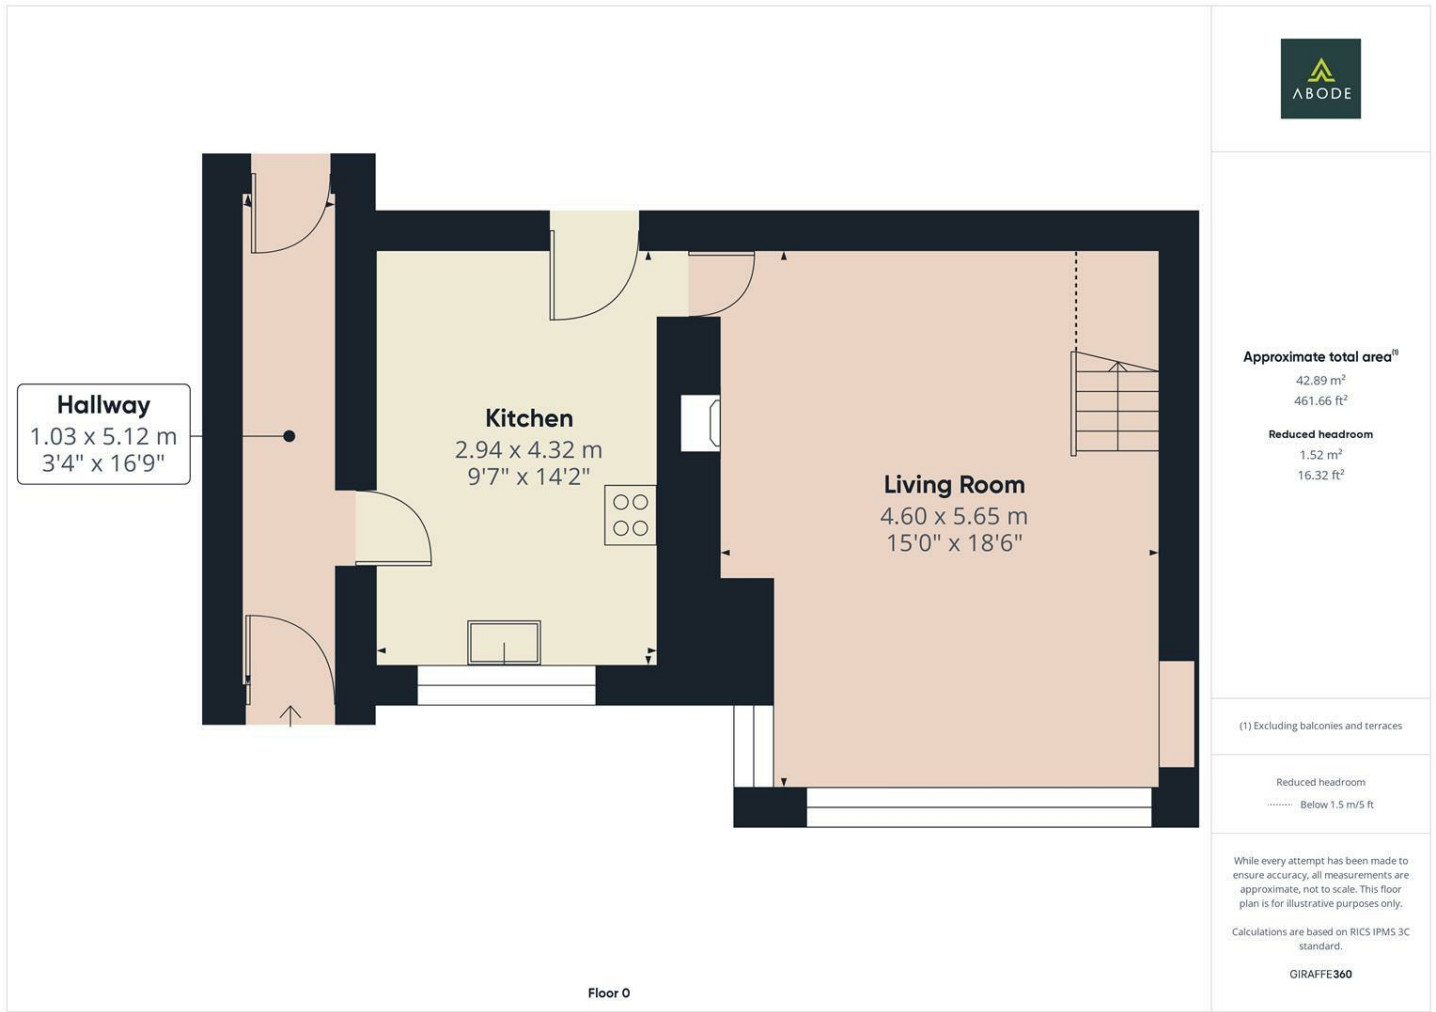 ABODE
Hallway
1.03 x 5.12 m
3'4" x 16'9"
Kitchen
2.94 x 4.32 m
9'7" x 14'2"
Living Room
4.60 x 5.65 m
15'0" x 18'6"
Floor 0
Approximate total area(1)
42.89 m²
461.66 ft²
Reduced headroom
1.52 m²
16.32 ft²
(1) Excluding balconies and terraces
Reduced headroom
Below 1.5 m/5 ft
While every attempt has been made to
ensure accuracy, all measurements are
approximate, not to scale. This floor
plan is for illustrative purposes only.
Calculations are based on RICS IPMS 3C
standard.
GIRAFFE360